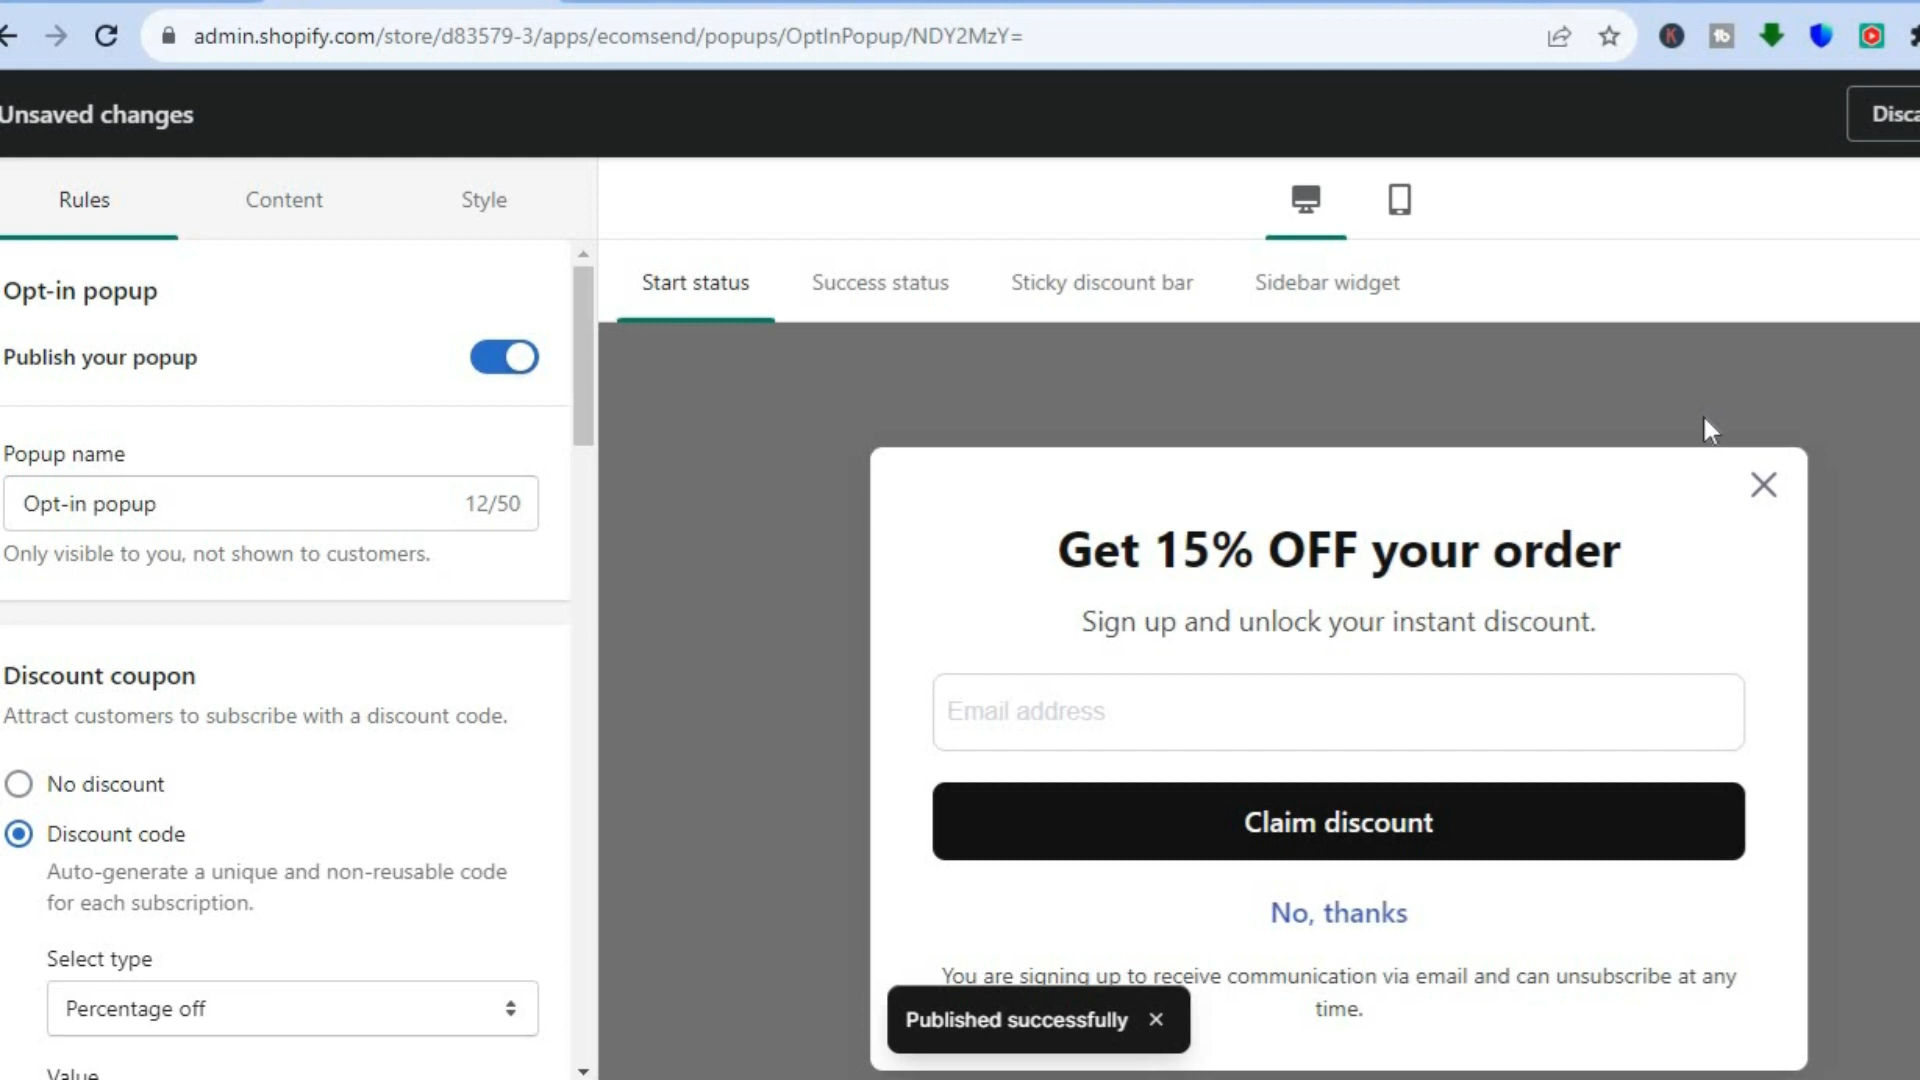 admin.shopify.com/store/d83579-3/apps/ecomsend/popups/OptInPopup/NDY2MzY=
Unsaved changes
Rules
Content
Style
Start status
Success status
Sticky discount bar
Sidebar widget
Opt-in popup
Publish your popup
Popup name
Opt-in popup
12/50
Only visible to you, not shown to customers.
Discount coupon
Attract customers to subscribe with a discount code.
No discount
Discount code
Auto-generate a unique and non-reusable code
for each subscription.
Select type
Percentage off
Value
Get 15% OFF your order
Sign up and unlock your instant discount.
Email address
Claim discount
No, thanks
You are signing up to receive communication via email and can unsubscribe at any
time.
Published successfully